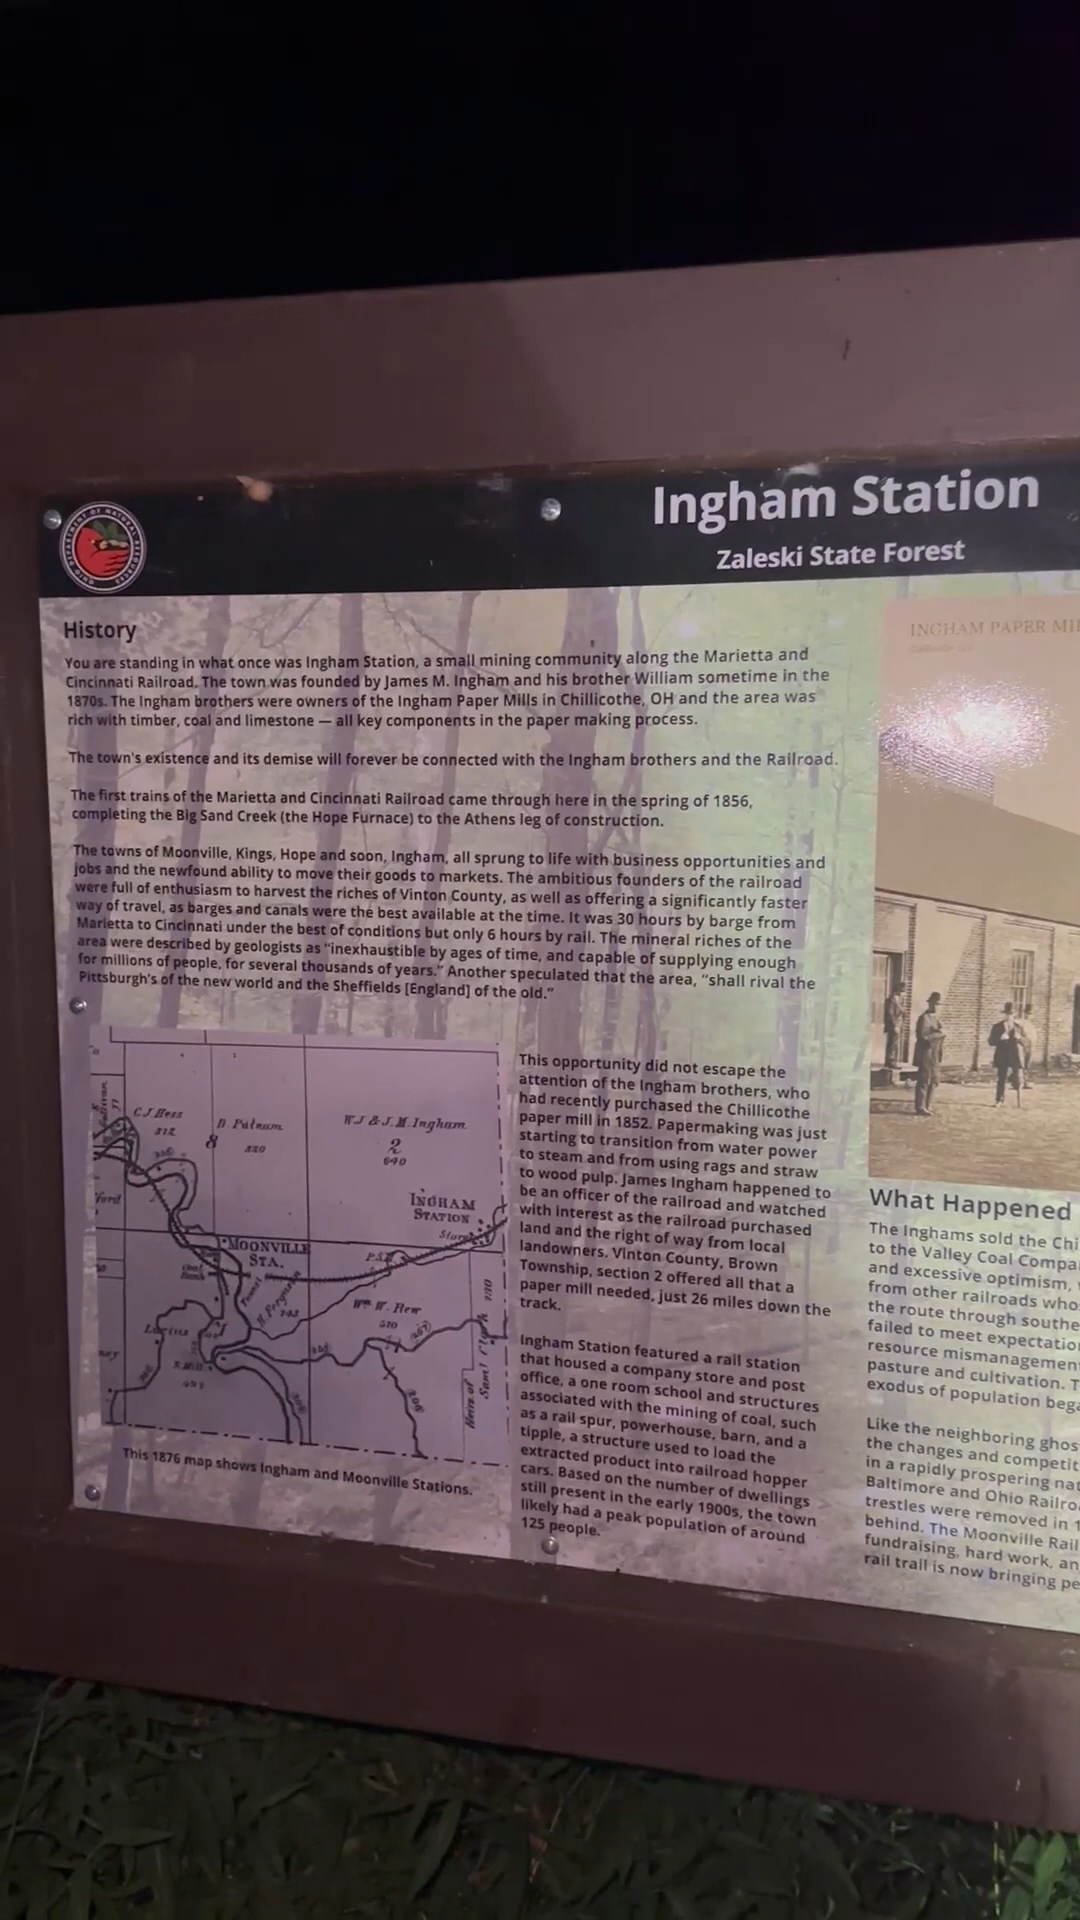 Ingham Station
Zaleski State Forest
OHIO DEPARTMENT OF NATURAL RESOURCES
History
You are standing in what once was Ingham Station, a small mining community along the Marietta and
Cincinnati Railroad. The town was founded by James M. Ingham and his brother William sometime in the
1870s. The Ingham brothers were owners of the Ingham Paper Mills in Chillicothe, OH and the area was
rich with timber, coal and limestone — all key components in the paper making process.
The town's existence and its demise will forever be connected with the Ingham brothers and the Railroad.
The first trains of the Marietta and Cincinnati Railroad came through here in the spring of 1856,
completing the Big Sand Creek (the Hope Furnace) to the Athens leg of construction.
The towns of Moonville, Kings, Hope and soon, Ingham, all sprung to life with business opportunities and
jobs and the newfound ability to move their goods to markets. The ambitious founders of the railroad
were full of enthusiasm to harvest the riches of Vinton County, as well as offering a significantly faster
way of travel, as barges and canals were the best available at the time. It was 30 hours by barge from
Marietta to Cincinnati under the best of conditions but only 6 hours by rail. The mineral riches of the
area were described by geologists as "inexhaustible by ages of time, and capable of supplying enough
for millions of people, for several thousands of years." Another speculated that the area, "shall rival the
Pittsburgh's of the new world and the Sheffields [England] of the old."
C.J. Hess
312
D. Putnam
320
8
W.J & J.M. Ingham
2
640
INGHAM
STATION
Store
MOONVILLE
STA.
P.S.
H. Ferguson
Wm W. Hew
510
Heirs of
Saml Clark
130
This 1876 map shows Ingham and Moonville Stations.
This opportunity did not escape the
attention of the Ingham brothers, who
had recently purchased the Chillicothe
paper mill in 1852. Papermaking was just
starting to transition from water power
to steam and from using rags and straw
to wood pulp. James Ingham happened to
be an officer of the railroad and watched
with interest as the railroad purchased
land and the right of way from local
landowners. Vinton County, Brown
Township, section 2 offered all that a
paper mill needed, just 26 miles down the
track.
Ingham Station featured a rail station
that housed a company store and post
office, a one room school and structures
associated with the mining of coal, such
as a rail spur, powerhouse, barn, and a
tipple, a structure used to load the
extracted product into railroad hopper
cars. Based on the number of dwellings
still present in the early 1900s, the town
likely had a peak population of around
125 people.
INGHAM PAPER MI
What Happened
The Inghams sold the Chi
to the Valley Coal Compa
and excessive optimism,
from other railroads who
the route through southe
failed to meet expectation
resource mismanagement
pasture and cultivation. T
exodus of population bega
Like the neighboring ghos
the changes and competit
in a rapidly prospering nat
Baltimore and Ohio Railro
trestles were removed in 1
behind. The Moonville Rail
fundraising, hard work, an
rail trail is now bringing pe